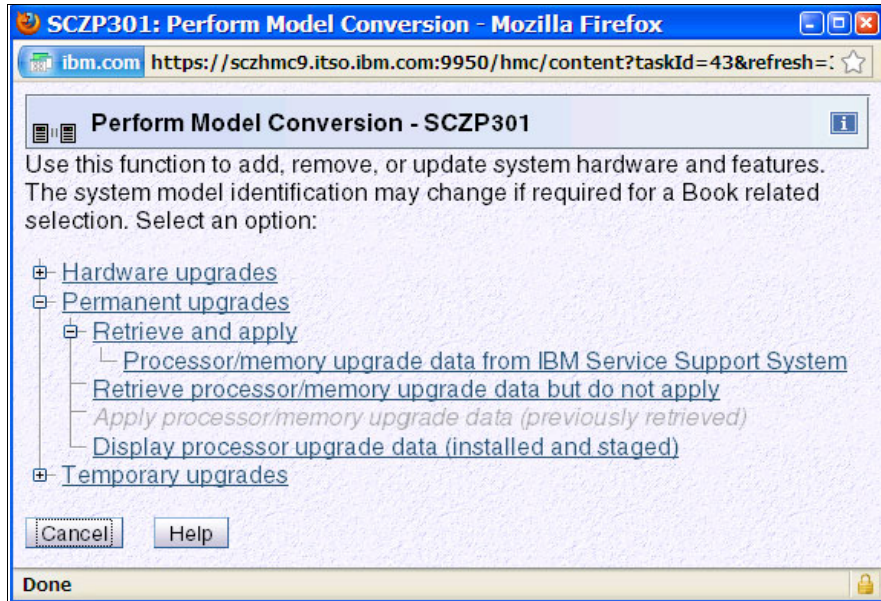 SCZP301: Perform Model Conversion - Mozilla Firefox
ibm.com https://sczhmc9.itso.ibm.com:9950/hmc/content?taskId=43&refresh=
Perform Model Conversion - SCZP301
Use this function to add, remove, or update system hardware and features.
The system model identification may change if required for a Book related
selection. Select an option:
Hardware upgrades
Permanent upgrades
Retrieve and apply
Processor/memory upgrade data from IBM Service Support System
Retrieve processor/memory upgrade data but do not apply
Apply processor/memory upgrade data (previously retrieved)
Display processor upgrade data (installed and staged)
Temporary upgrades
Cancel Help
Done